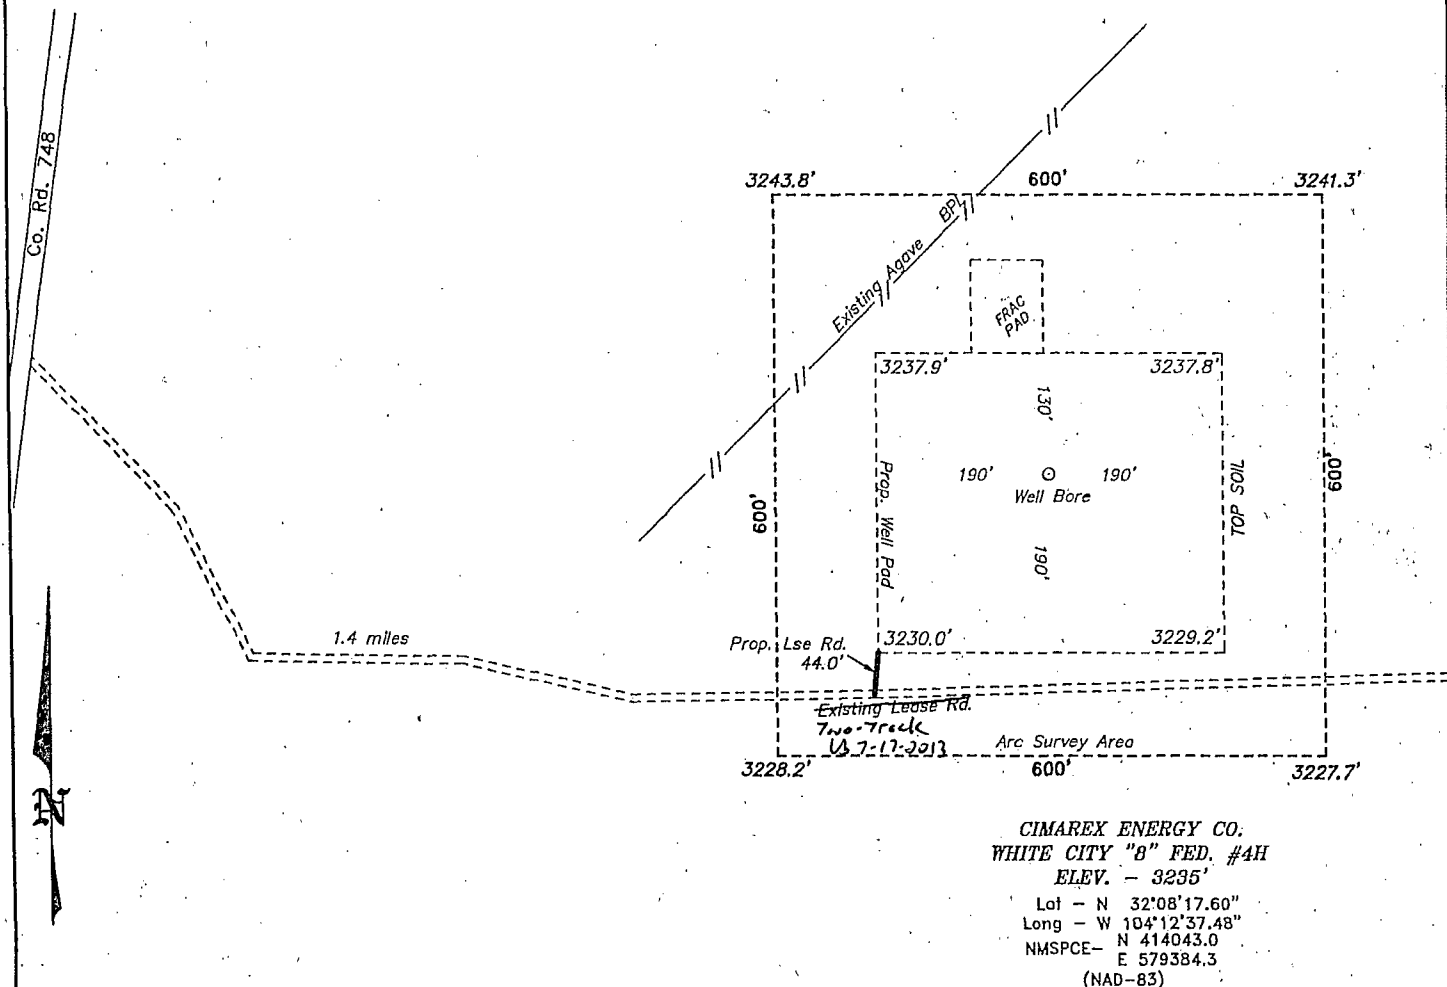 Co. Rd. 748
3243.8'
600'
3241.3'
BPL
Existing Agave
FRAC
PAD
3237.9'
3237.8'
130'
190'
190'
Well Bore
Prop. Well Pad
TOP SOIL
600'
600'
190'
1.4 miles
3230.0'
3229.2'
Prop. Lse Rd.
44.0'
Existing Lease Rd.
Two-Track
7-17-2013
Arc Survey Area
3228.2'
600'
3227.7'
N
CIMAREX ENERGY CO.
WHITE CITY "8" FED. #4H
ELEV. - 3235'
Lat - N 32°08'17.60"
Long - W 104°12'37.48"
NMSPCE- N 414043.0
E 579384.3
(NAD-83)